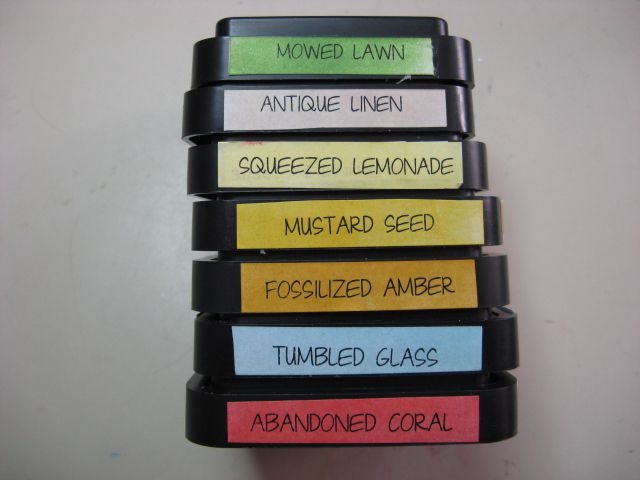 MOWED LAWN
ANTIQUE LINEN
SQUEEZED LEMONADE
MUSTARD SEED
FOSSILIZED AMBER
TUMBLED GLASS
ABANDONED CORAL